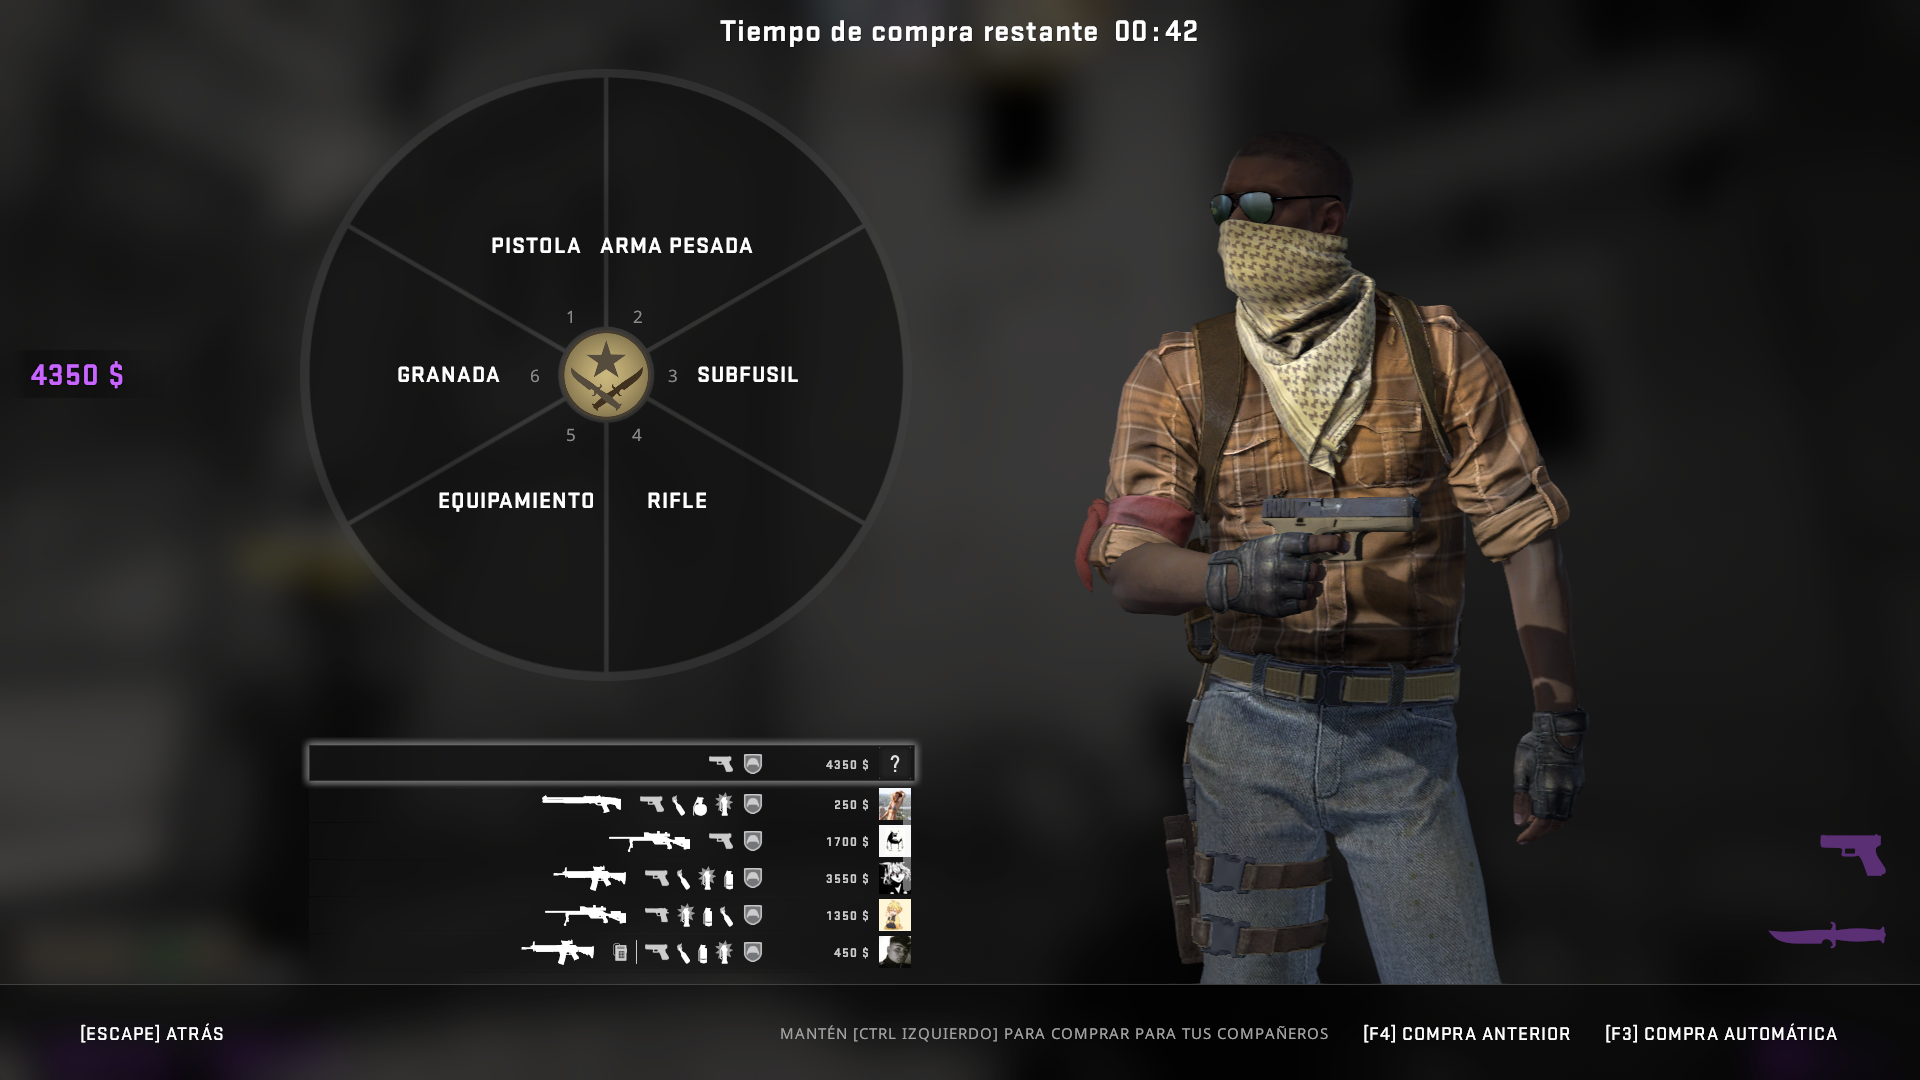 Tiempo de compra restante 00:42
PISTOLA
ARMA PESADA
1
2
4350 $
GRANADA
6
3
SUBFUSIL
5
4
EQUIPAMIENTO
RIFLE
4350 $ ?
250 $
1700 $
3550 $
1350 $
450 $
[ESCAPE] ATRÁS
MANTÉN [CTRL IZQUIERDO] PARA COMPRAR PARA TUS COMPAÑEROS
[F4] COMPRA ANTERIOR
[F3] COMPRA AUTOMÁTICA